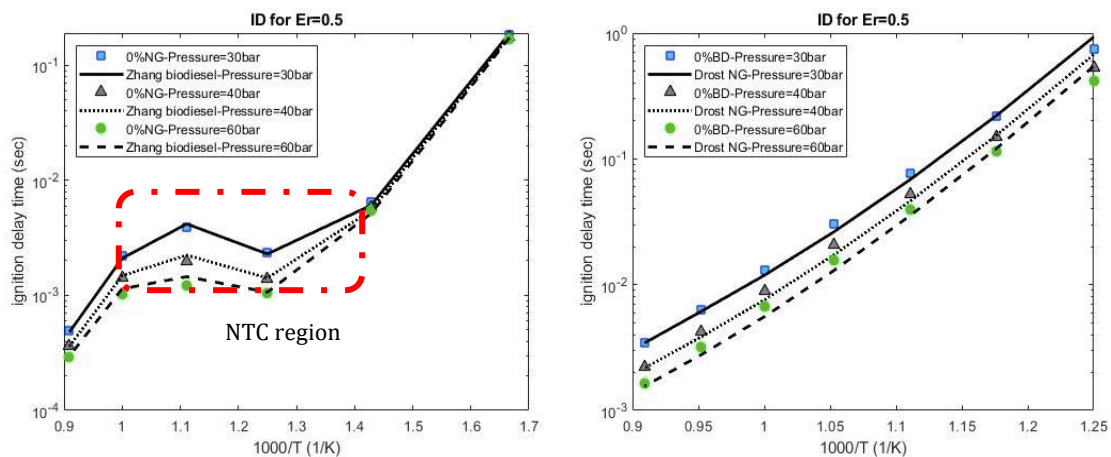 ID for Er=0.5
0%NG-Pressure=30bar
Zhang biodiesel-Pressure=30bar
0%NG-Pressure=40bar
Zhang biodiesel-Pressure=40bar
0%NG-Pressure=60bar
Zhang biodiesel-Pressure=60bar
10^-1
10^-2
10^-3
10^-4
ignition delay time (sec)
NTC region
0.9 1 1.1 1.2 1.3 1.4 1.5 1.6 1.7
1000/T (1/K)
ID for Er=0.5
0%BD-Pressure=30bar
Drost NG-Pressure=30bar
0%BD-Pressure=40bar
Drost NG-Pressure=40bar
0%BD-Pressure=60bar
Drost NG-Pressure=60bar
10^0
10^-1
10^-2
10^-3
ignition delay time (sec)
0.9 0.95 1 1.05 1.1 1.15 1.2 1.25
1000/T (1/K)